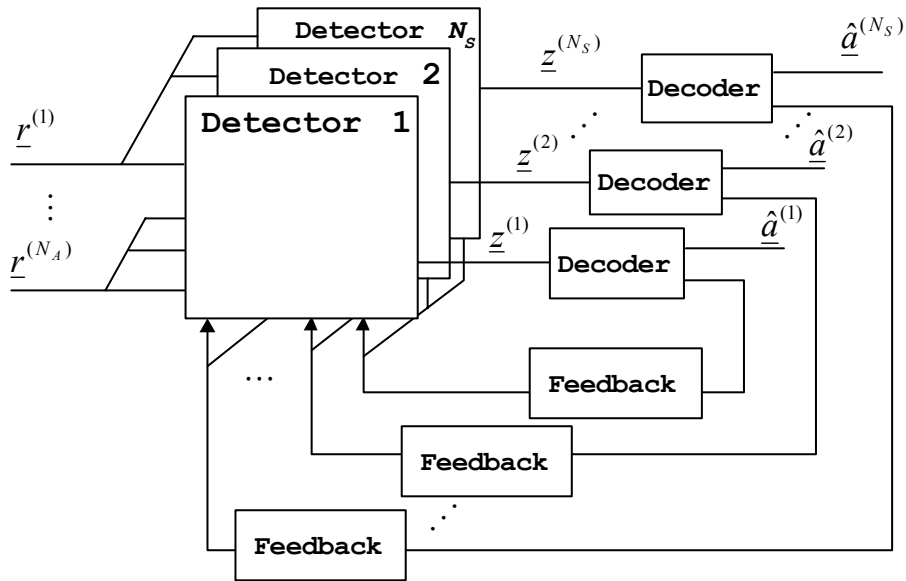 Detector N_S
Detector 2
Detector 1
r^(1)
⋮
r^(N_A)
z^(N_S)
⋰
z^(2)
z^(1)
Decoder
Decoder
Decoder
â^(N_S)
⋰
â^(2)
â^(1)
...
Feedback
Feedback
⋰
Feedback